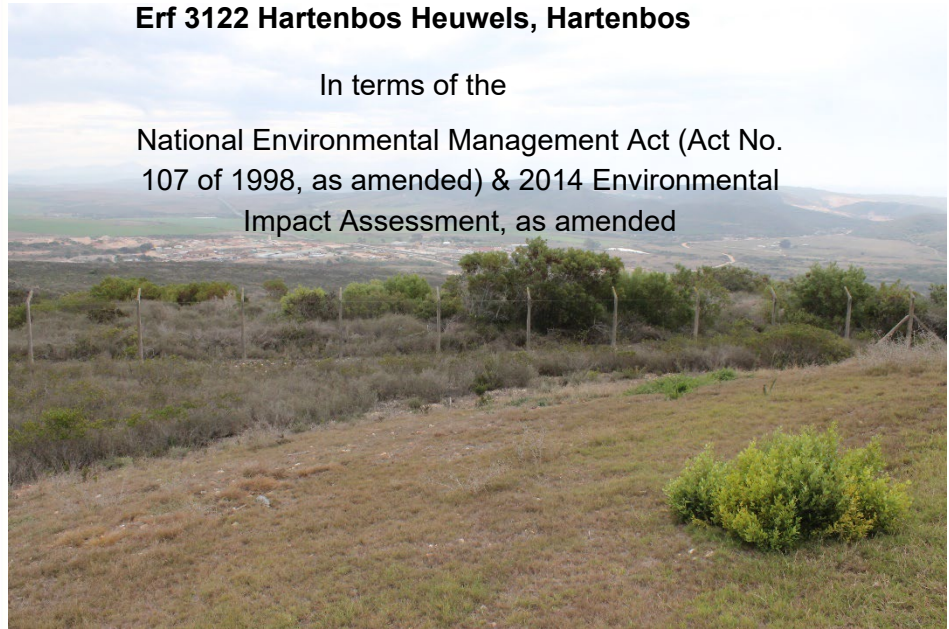 Erf 3122 Hartenbos Heuwels, Hartenbos
In terms of the
National Environmental Management Act (Act No.
107 of 1998, as amended) & 2014 Environmental
Impact Assessment, as amended